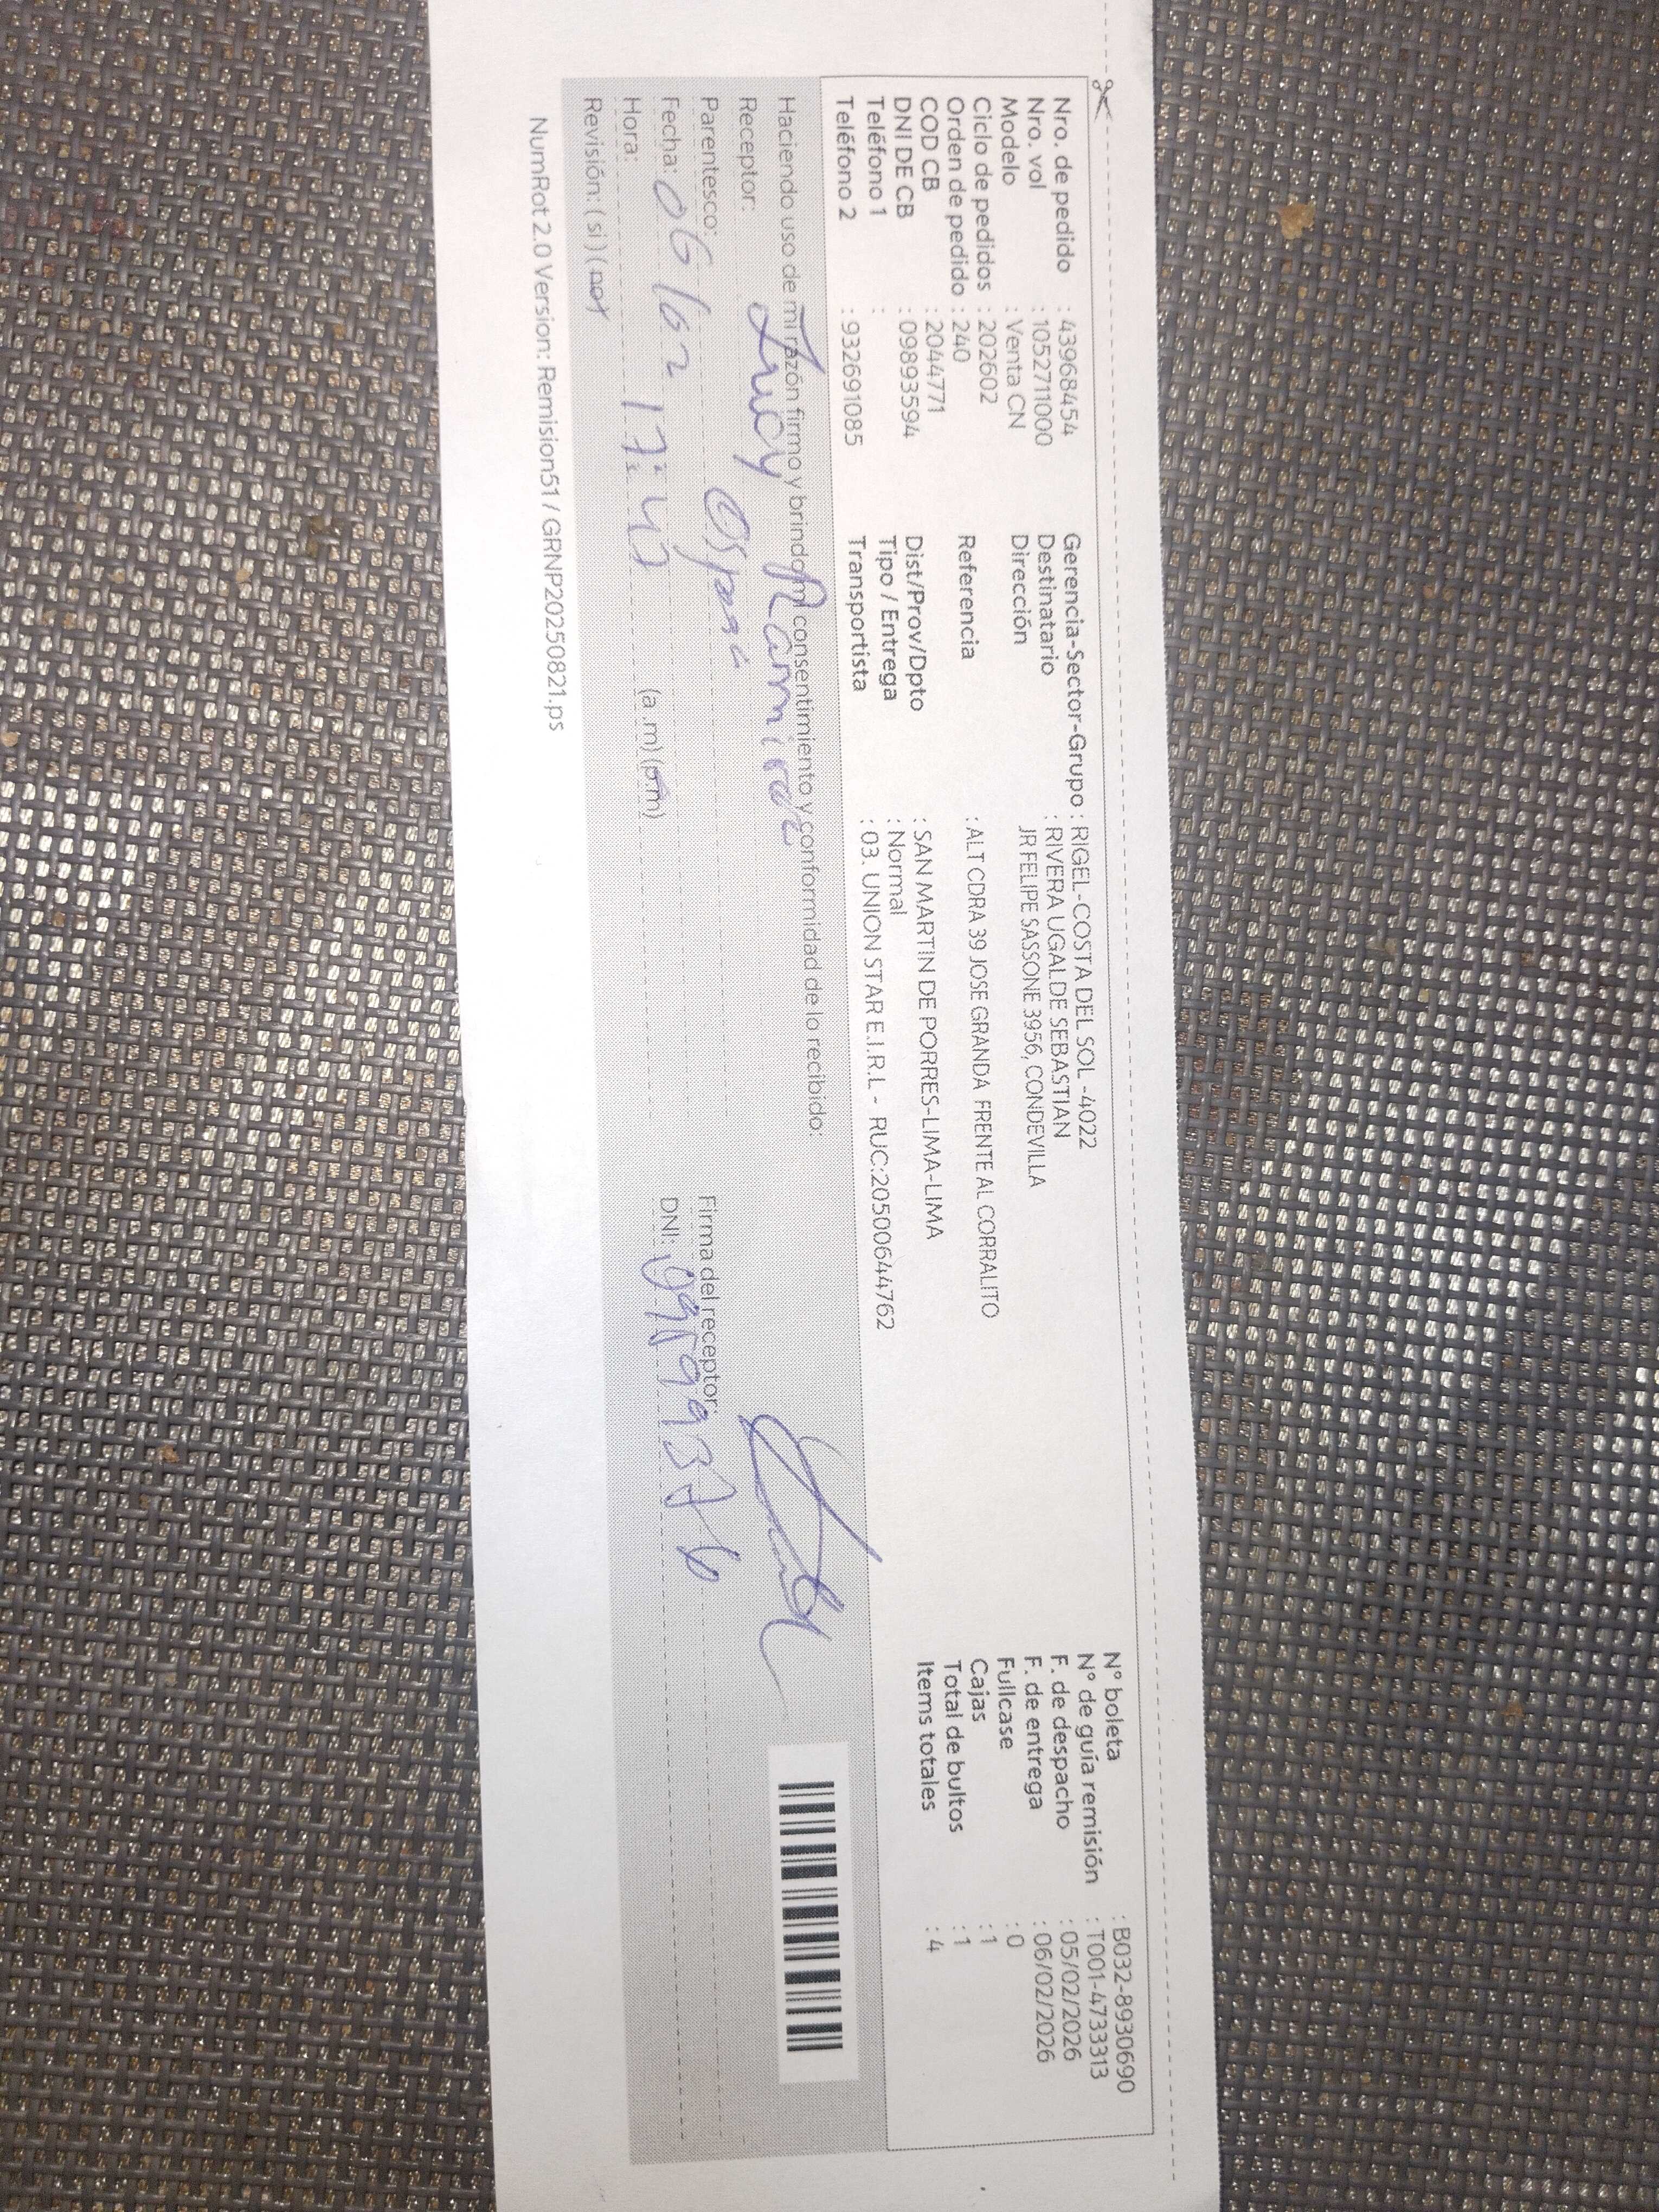 Nro. de pedido : 43968454
Nro. vol : 1052711000
Modelo : Venta CN
Ciclo de pedidos : 202602
Orden de pedido : 240
COD CB : 2044771
DNI DE CB : 09893594
Teléfono 1 :
Teléfono 2 : 932691085
Gerencia-Sector-Grupo : RIGEL-COSTA DEL SOL -4022
Destinatario : RIVERA UGALDE SEBASTIAN
Dirección JR FELIPE SASSONE 3956, CONDEVILLA
Referencia : ALT CDRA 39 JOSE GRANDA FRENTE AL CORRALITO
Dist/Prov/Dpto : SAN MARTIN DE PORRES-LIMA-LIMA
Tipo / Entrega : Normal
Transportista : 03. UNION STAR E.I.R.L - RUC:20500644762
N° boleta : B032-8930690
N° de guía remisión : T001-4733313
F. de despacho : 05/02/2026
F. de entrega : 06/02/2026
Fullcase : 0
Cajas : 1
Total de bultos : 1
Items totales : 4
Haciendo uso de mi razón firmo y brindo mi consentimiento y conformidad de lo recibido:
Receptor: Lucy Ramirez
Parentesco: Esposa
Fecha: 06/02
Hora: 17:47 (a.m) (p.m)
Revisión: (si) (no)
Firma del receptor:
DNI:
NumRot 2.0 Version: Remision51 / GRNP20250821.ps